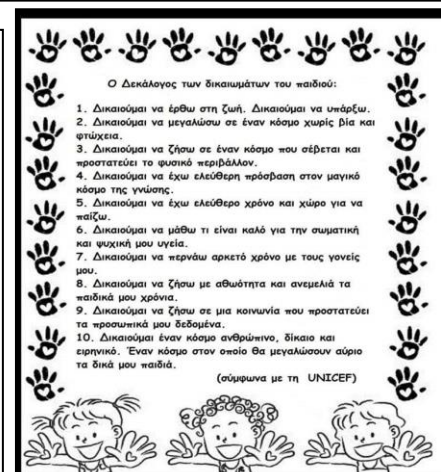 Ο Δεκάλογος των δικαιωμάτων του παιδιού:
1. Δικαιούμαι να έρθω στη ζωή. Δικαιούμαι να υπάρξω.
2. Δικαιούμαι να μεγαλώσω σε έναν κόσμο χωρίς βία και
φτώχεια.
3. Δικαιούμαι να ζήσω σε έναν κόσμο που σέβεται και
προστατεύει το φυσικό περιβάλλον.
4. Δικαιούμαι να έχω ελεύθερη πρόσβαση στον μαγικό
κόσμο της γνώσης.
5. Δικαιούμαι να έχω ελεύθερο χρόνο και χώρο για να
παίζω.
6. Δικαιούμαι να μάθω τι είναι καλό για την σωματική
και ψυχική μου υγεία.
7. Δικαιούμαι να περνάω αρκετό χρόνο με τους γονείς
μου.
8. Δικαιούμαι να ζήσω με αθωότητα και ανεμελιά τα
παιδικά μου χρόνια.
9. Δικαιούμαι να ζήσω σε μια κοινωνία που προστατεύει
τα προσωπικά μου δεδομένα.
10. Δικαιούμαι έναν κόσμο ανθρώπινο, δίκαιο και
ειρηνικό. Έναν κόσμο στον οποίο θα μεγαλώσουν αύριο
τα δικά μου παιδιά.
(σύμφωνα με τη UNICEF)